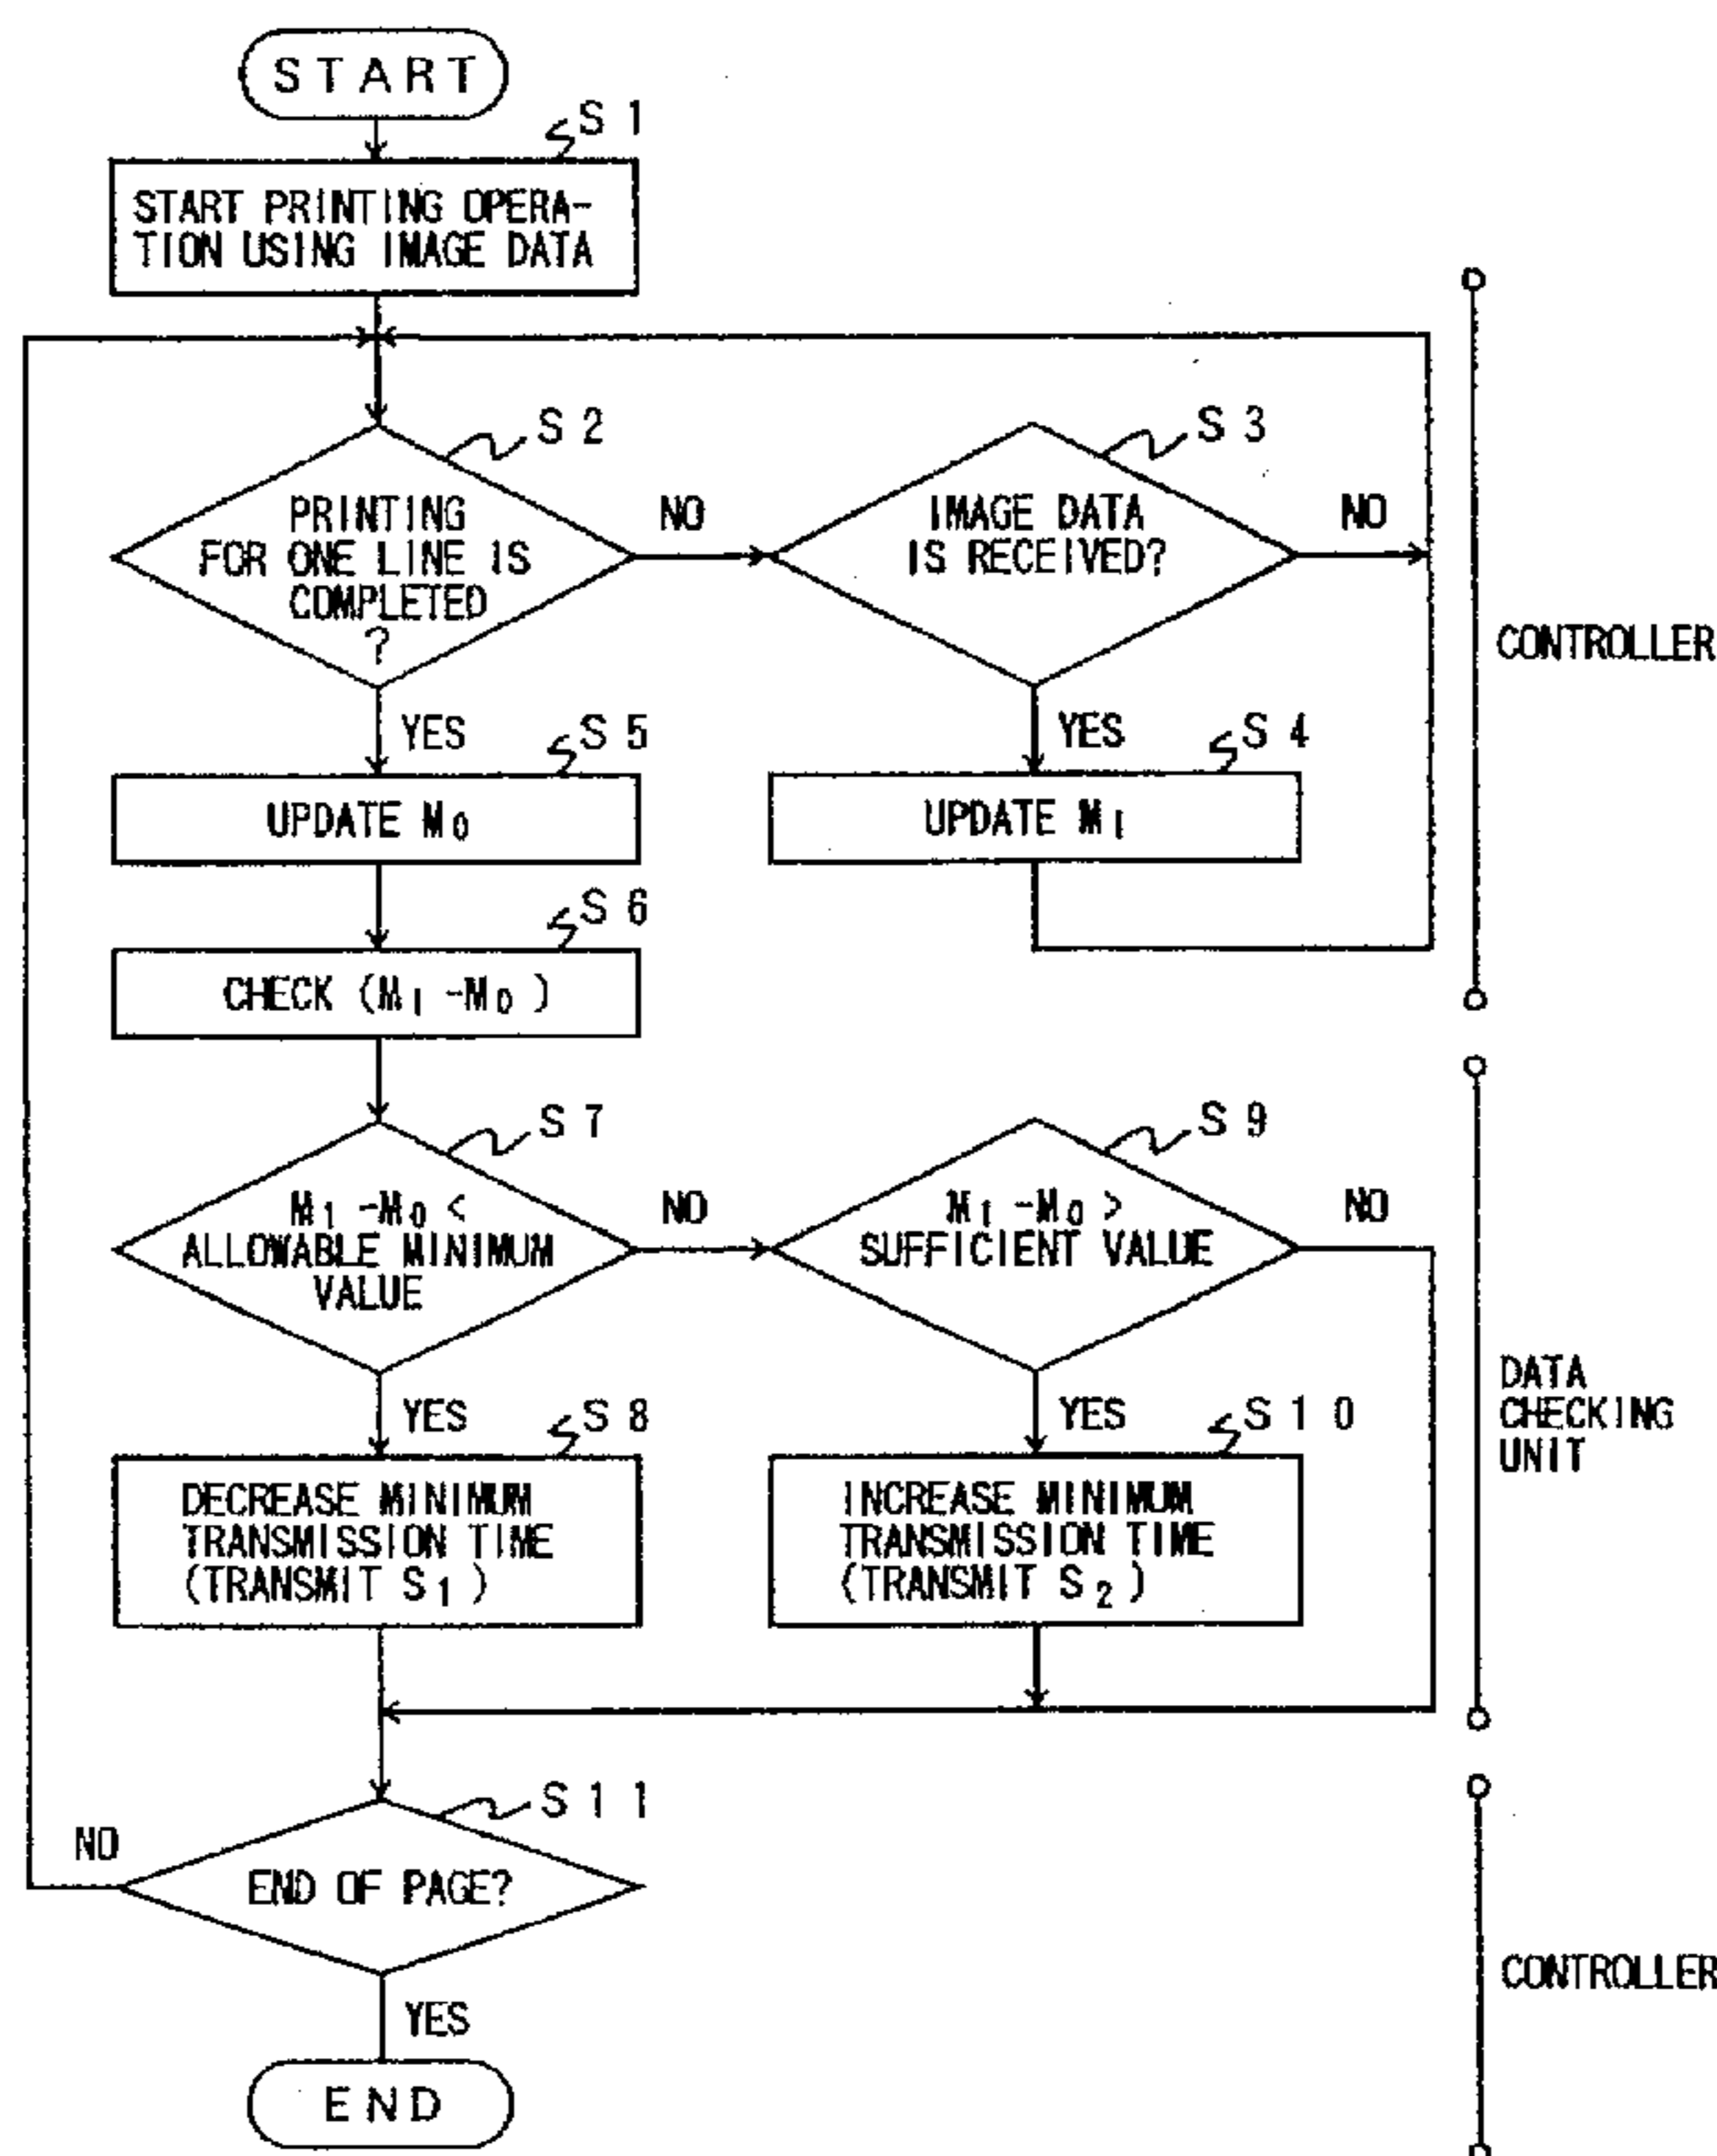 START
S1
START PRINTING OPERA-
TION USING IMAGE DATA
S2
PRINTING
FOR ONE LINE IS
COMPLETED
?
NO
S3
IMAGE DATA
IS RECEIVED?
NO
CONTROLLER
YES
S5
UPDATE M0
YES
S4
UPDATE M1
S6
CHECK (M1 -M0 )
S7
M1 -M0 <
ALLOWABLE MINIMUM
VALUE
NO
S9
M1 -M0 >
SUFFICIENT VALUE
NO
DATA
CHECKING
UNIT
YES
S8
DECREASE MINIMUM
TRANSMISSION TIME
(TRANSMIT S1 )
YES
S10
INCREASE MINIMUM
TRANSMISSION TIME
(TRANSMIT S2 )
S11
NO
END OF PAGE?
CONTROLLER
YES
END